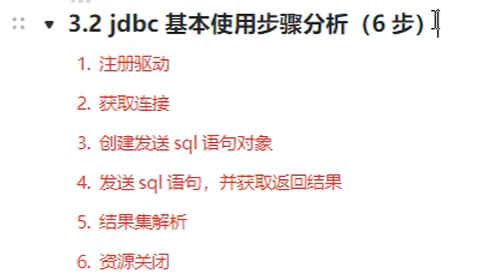 3.2 jdbc 基本使用步骤分析（6 步）
1. 注册驱动
2. 获取连接
3. 创建发送 sql 语句对象
4. 发送 sql 语句，并获取返回结果
5. 结果集解析
6. 资源关闭